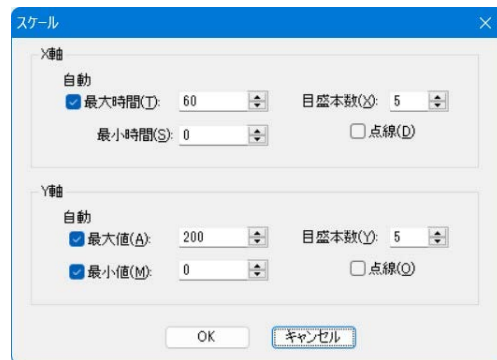 スケール
X軸
自動
最大時間(T): 60 目盛本数(X): 5
最小時間(S): 0 点線(D)
Y軸
自動
最大値(A): 200 目盛本数(Y): 5
最小値(M): 0 点線(O)
OK キャンセル